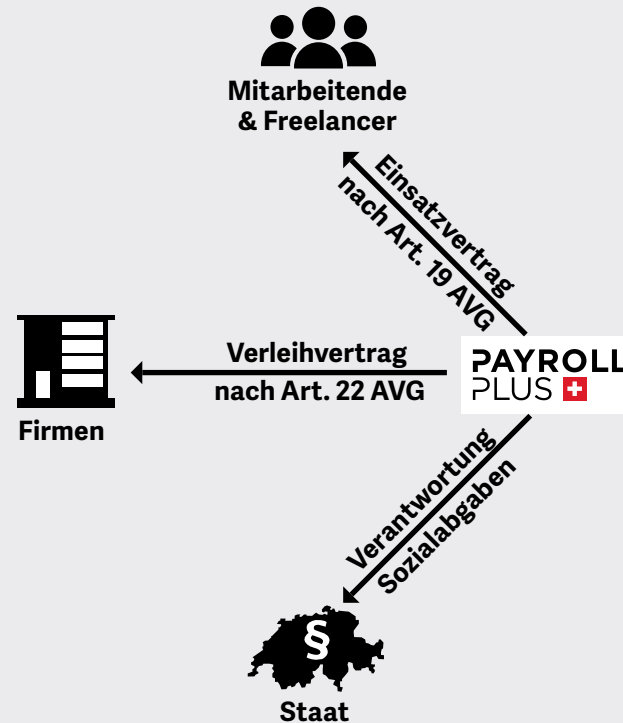 Mitarbeitende
& Freelancer
Einsatzvertrag
nach Art. 19 AVG
Verleihvertrag
nach Art. 22 AVG
PAYROLL
PLUS
Firmen
Verantwortung
Sozialabgaben
§
Staat